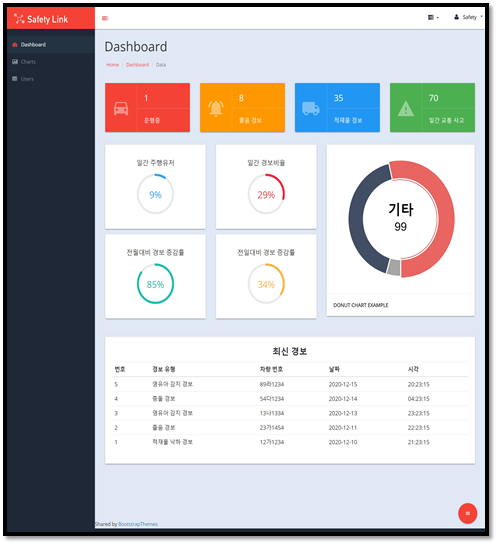 Safety Link
Safety
Dashboard
Charts
Users
Dashboard
Home / Dashboard / Data
1
운행중
8
졸음 경보
35
적재물 경보
70
일간 교통 사고
일간 주행유저
9%
일간 경보비율
29%
기타
99
전월대비 경보 증감률
85%
전일대비 경보 증감률
34%
DONUT CHART EXAMPLE
최신 경보
번호 경보 유형 차량 번호 날짜 시각
5 영유아 감지 경보 89라1234 2020-12-15 20:23:15
4 충돌 경보 54다1234 2020-12-14 04:23:15
3 영유아 감지 경보 13나1334 2020-12-13 23:23:15
2 졸음 경보 23가1454 2020-12-11 22:23:15
1 적재물 낙하 경보 12가1234 2020-12-10 21:23:15
Shared by BootstrapThemes